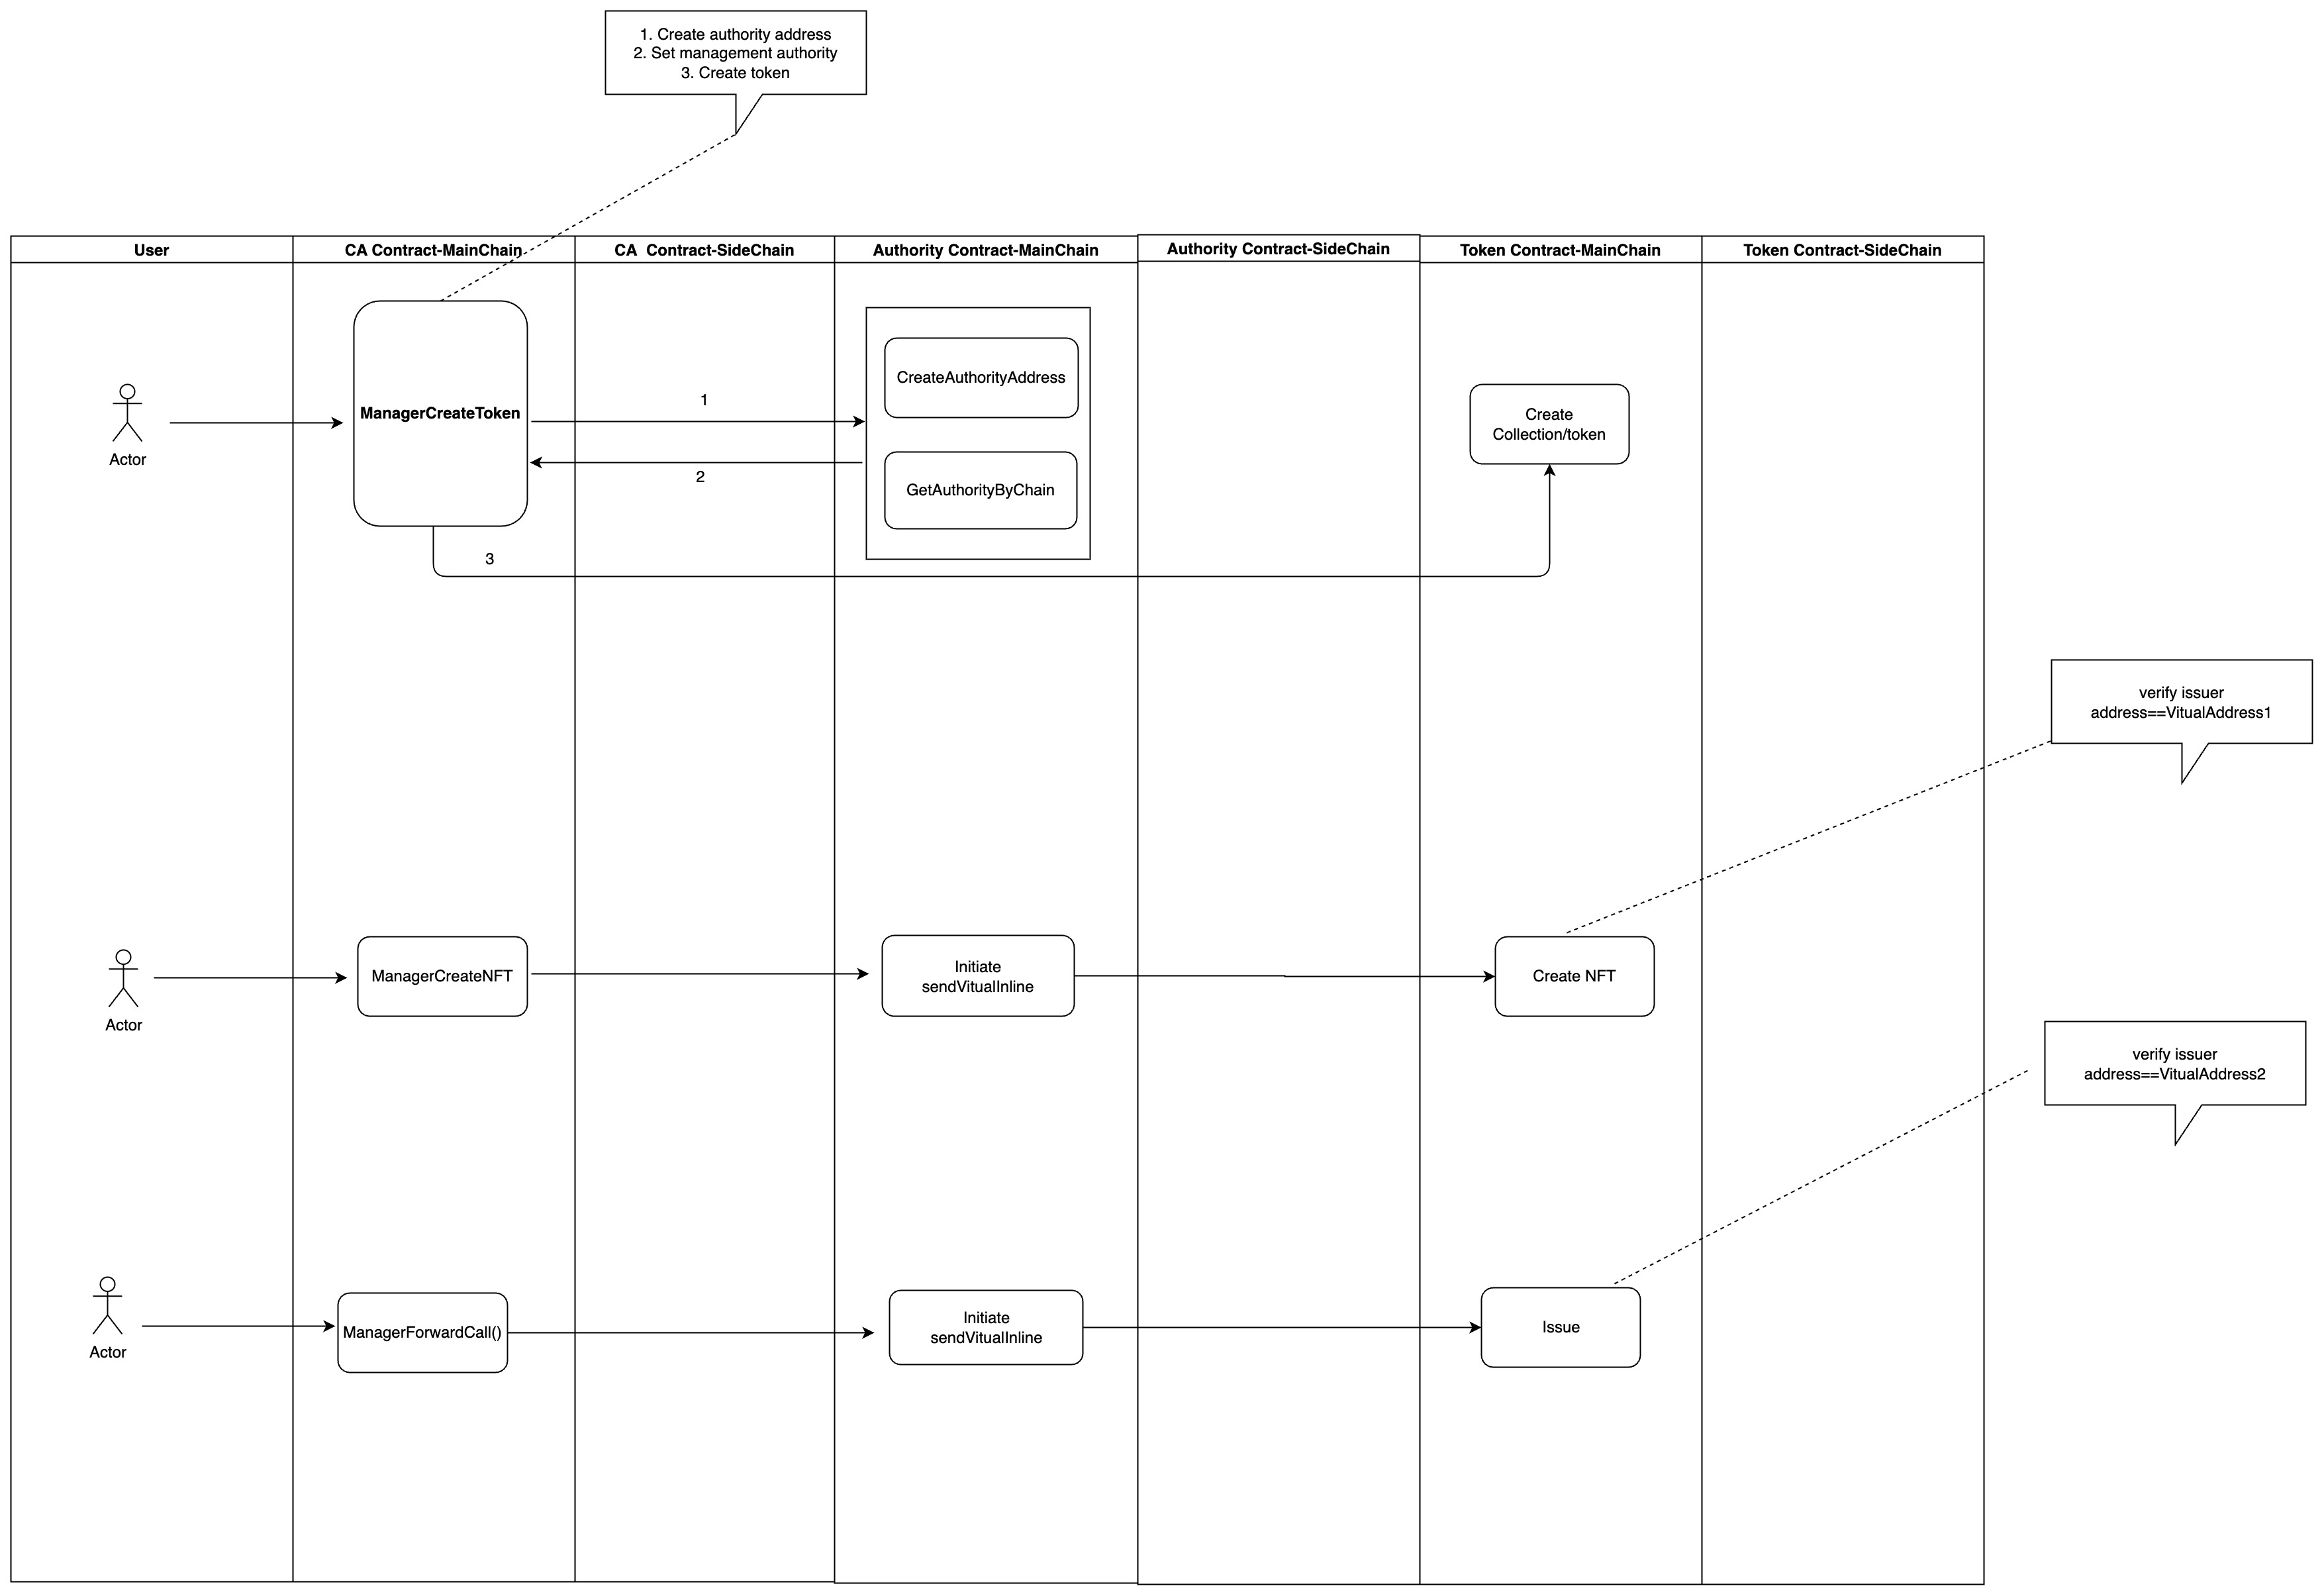 1. Create authority address
2. Set management authority
3. Create token
User
CA Contract-MainChain
CA  Contract-SideChain
Authority Contract-MainChain
Authority Contract-SideChain
Token Contract-MainChain
Token Contract-SideChain
Actor
ManagerCreateToken
1
2
3
CreateAuthorityAddress
GetAuthorityByChain
Create
Collection/token
verify issuer
address==VitualAddress1
Actor
ManagerCreateNFT
Initiate
sendVitualInline
Create NFT
verify issuer
address==VitualAddress2
Actor
ManagerForwardCall()
Initiate
sendVitualInline
Issue